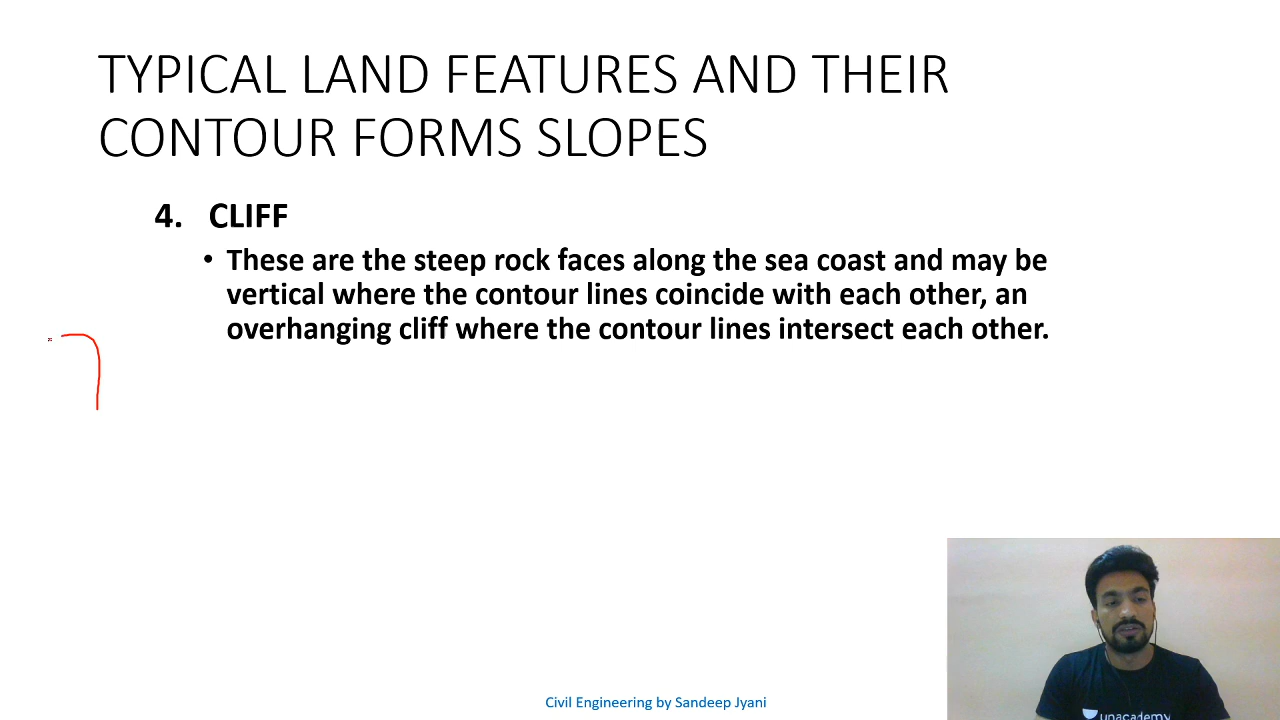 TYPICAL LAND FEATURES AND THEIR
CONTOUR FORMS SLOPES
4. CLIFF
• These are the steep rock faces along the sea coast and may be
vertical where the contour lines coincide with each other, an
overhanging cliff where the contour lines intersect each other.
unacademy
Civil Engineering by Sandeep Jyani